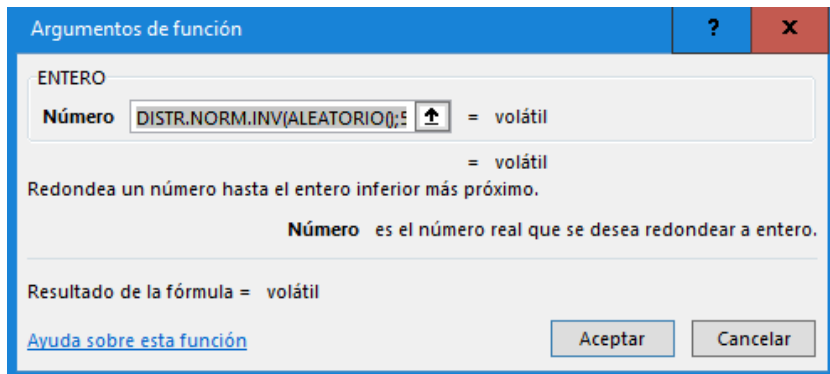 Argumentos de función ? x
ENTERO
Número DISTR.NORM.INV(ALEATORIO();5 = volátil
= volátil
Redondea un número hasta el entero inferior más próximo.
Número es el número real que se desea redondear a entero.
Resultado de la fórmula = volátil
Ayuda sobre esta función Aceptar Cancelar